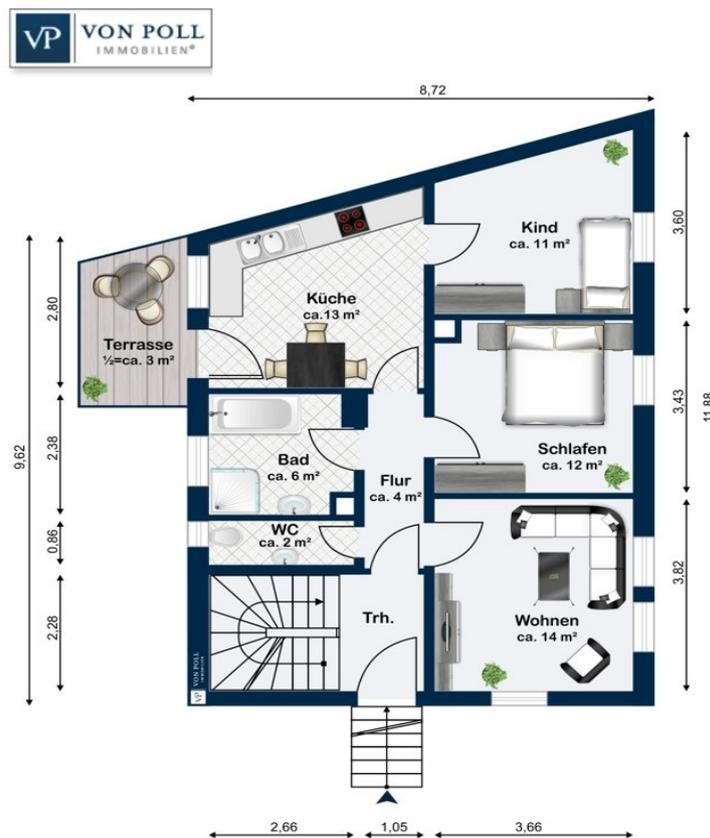 VP VON POLL
IMMOBILIEN®
8,72
Kind
ca. 11 m²
3,60
Küche
ca.13 m²
2,80
Terrasse
½=ca. 3 m²
9,62
Schlafen
ca. 12 m²
3,43
11,88
Bad
ca. 6 m²
2,38
Flur
ca. 4 m²
WC
ca. 2 m²
0,86
Wohnen
ca. 14 m²
3,82
Trh.
2,28
VP VON POLL
IMMOBILIEN
2,66
1,05
3,66